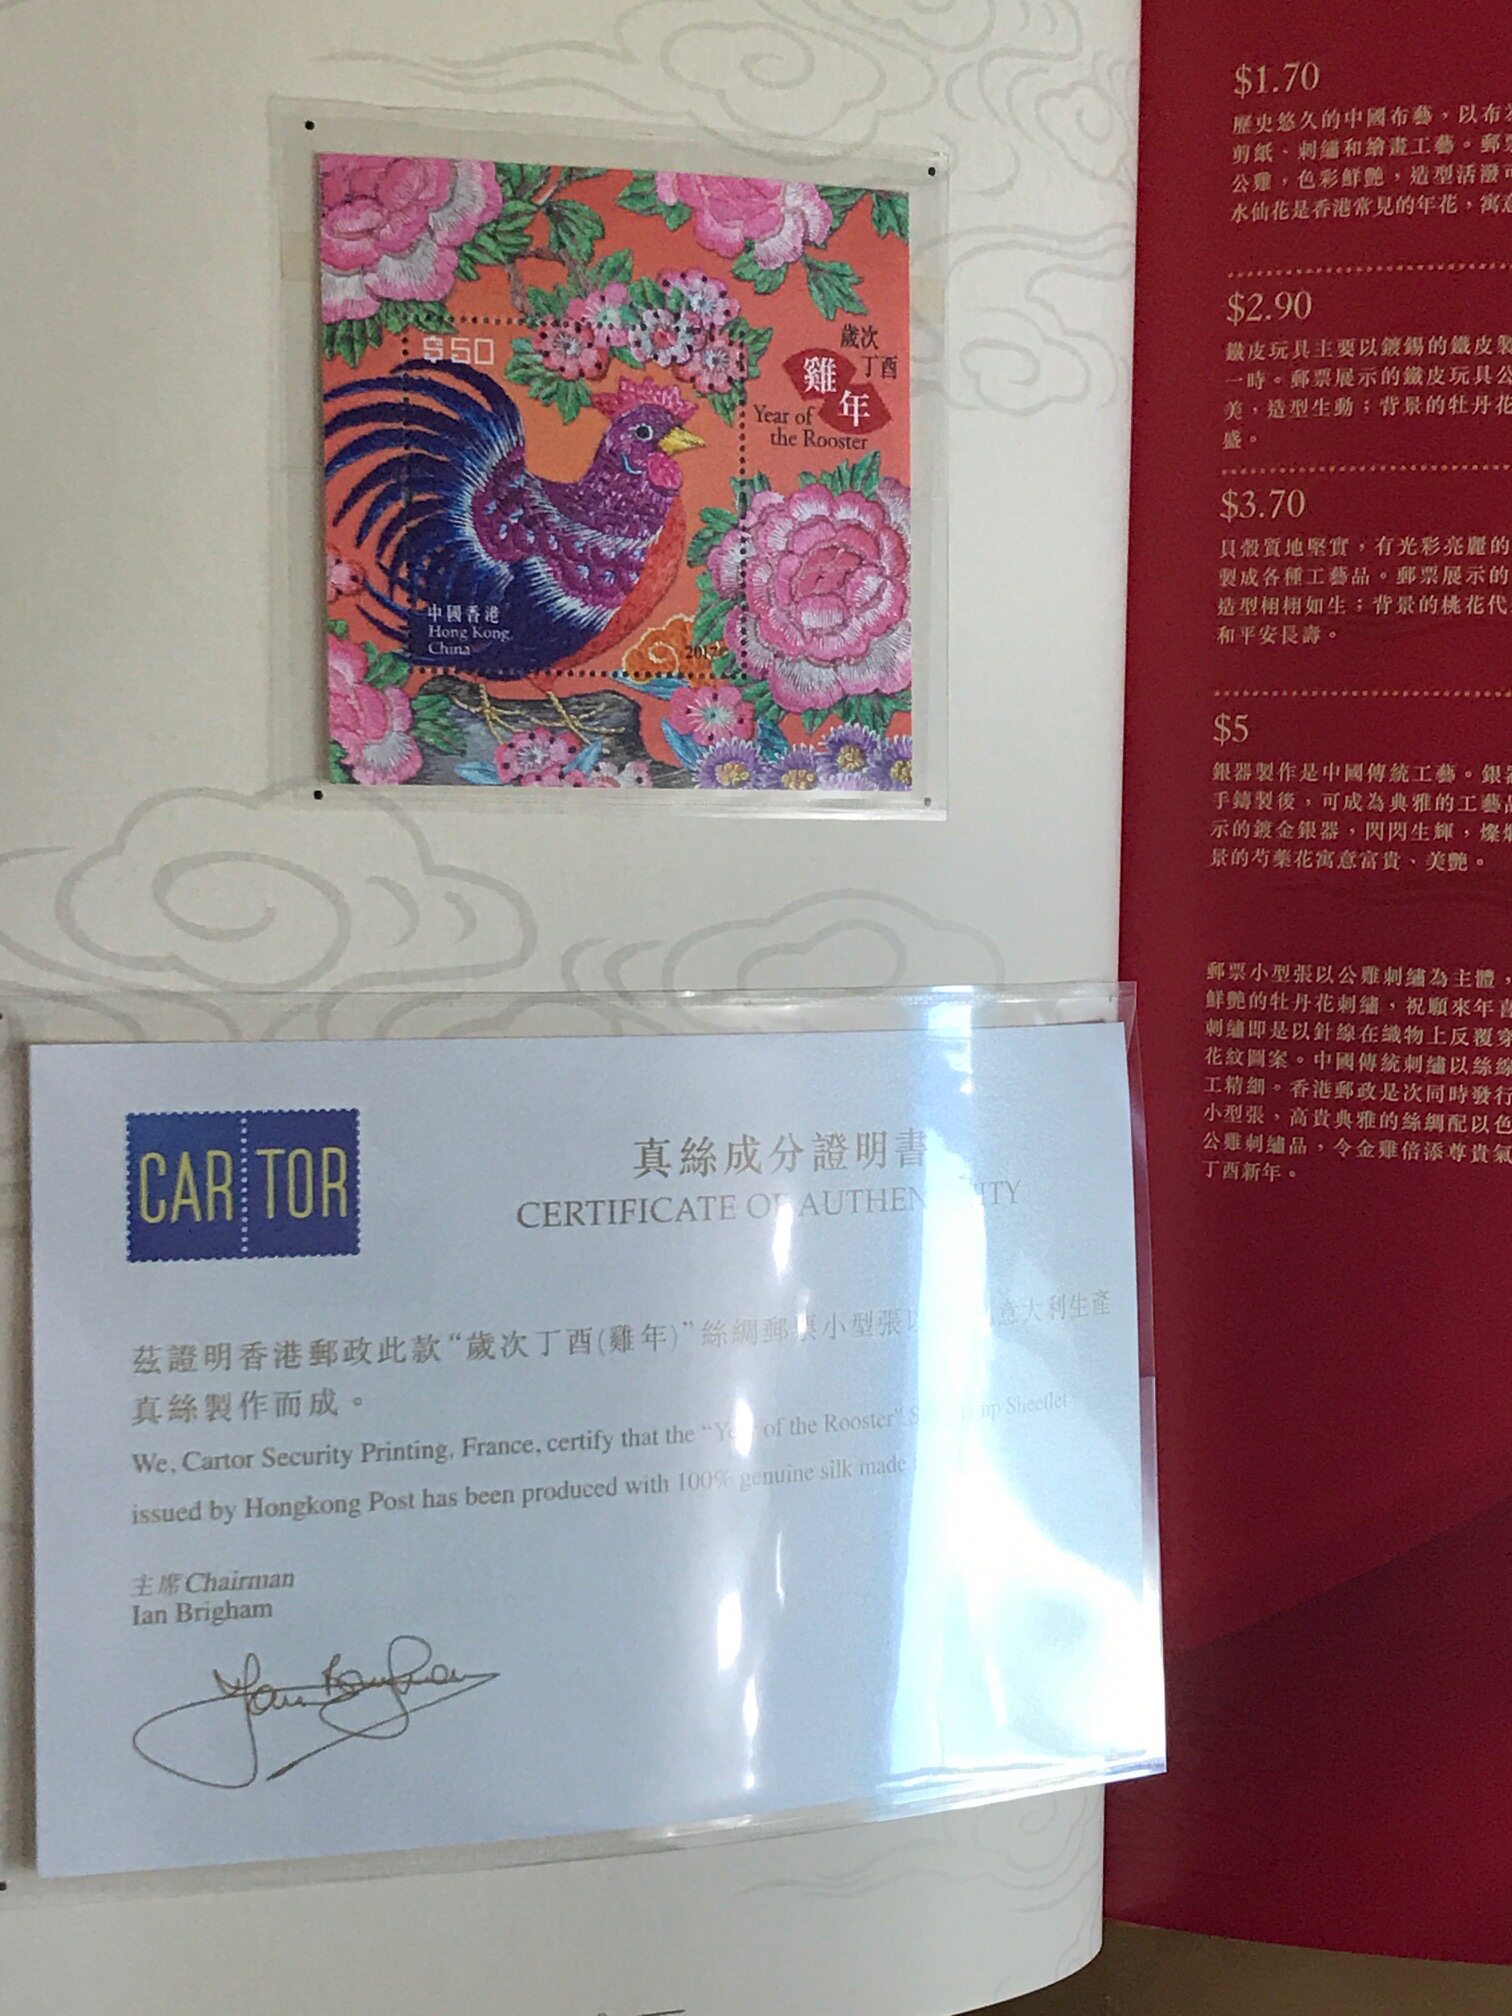 $50
歲次
丁酉
雞
年
Year of
the Rooster
中國香港
Hong Kong,
China
2017
CARTOR
真絲成分證明書
CERTIFICATE OF AUTHENTICITY
茲證明香港郵政此款“歲次丁酉(雞年)”絲綢郵票小型張以 意大利生產
真絲製作而成。
We, Cartor Security Printing, France, certify that the “Year of the Rooster” Stamp Sheetlet
issued by Hongkong Post has been produced with 100% genuine silk made
主席 Chairman
Ian Brigham
$1.70
歷史悠久的中國布藝，以布
剪紙、刺繡和繪畫工藝。郵
公雞，色彩鮮艷，造型活潑
水仙花是香港常見的年花，寓
$2.90
鐵皮玩具主要以鍍錫的鐵皮製
一時。郵票展示的鐵皮玩具公
美，造型生動；背景的牡丹花
盛。
$3.70
貝殼質地堅實，有光彩亮麗的
製成各種工藝品。郵票展示的
造型栩栩如生；背景的桃花代
和平安長壽。
$5
銀器製作是中國傳統工藝。銀
手鑄製後，可成為典雅的工藝
示的鍍金銀器，閃閃生輝，燦
景的芍藥花寓意富貴、美艷。
郵票小型張以公雞刺繡為主體，
鮮艷的牡丹花刺繡，祝願來年
刺繡即是以針線在織物上反覆穿
花紋圖案。中國傳統刺繡以絲線
工精細。香港郵政是次同時發行
小型張，高貴典雅的絲綢配以色
公雞刺繡品，令金雞倍添尊貴氣
丁酉新年。